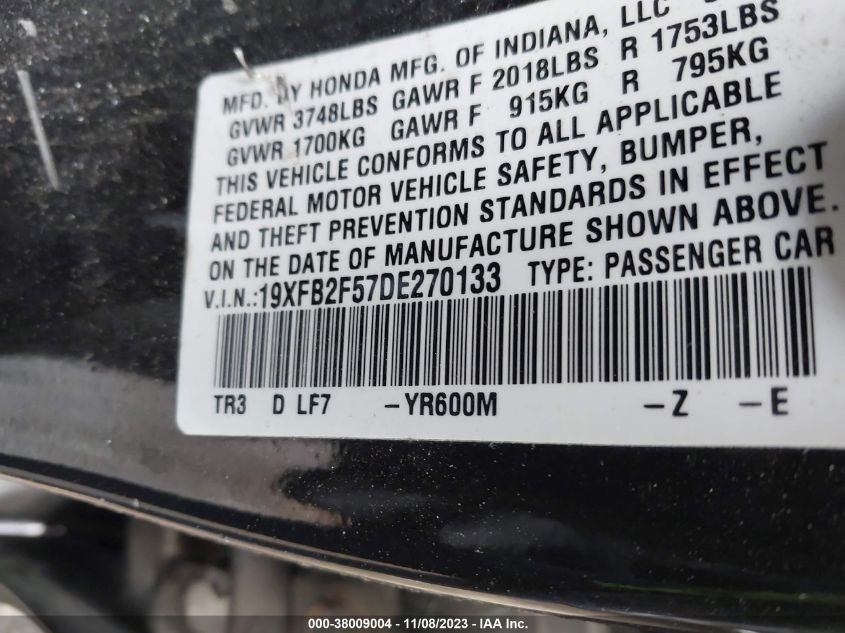 MFD. BY HONDA MFG. OF INDIANA, LLC
GVWR 3748LBS GAWR F 2018LBS R 1753LBS
GVWR 1700KG GAWR F 915KG R 795KG
THIS VEHICLE CONFORMS TO ALL APPLICABLE
FEDERAL MOTOR VEHICLE SAFETY, BUMPER,
AND THEFT PREVENTION STANDARDS IN EFFECT
ON THE DATE OF MANUFACTURE SHOWN ABOVE.
V.I.N.:19XFB2F57DE270133 TYPE: PASSENGER CAR
TR3 D LF7 -YR600M -Z -E
000-38009004 - 11/08/2023 - IAA Inc.